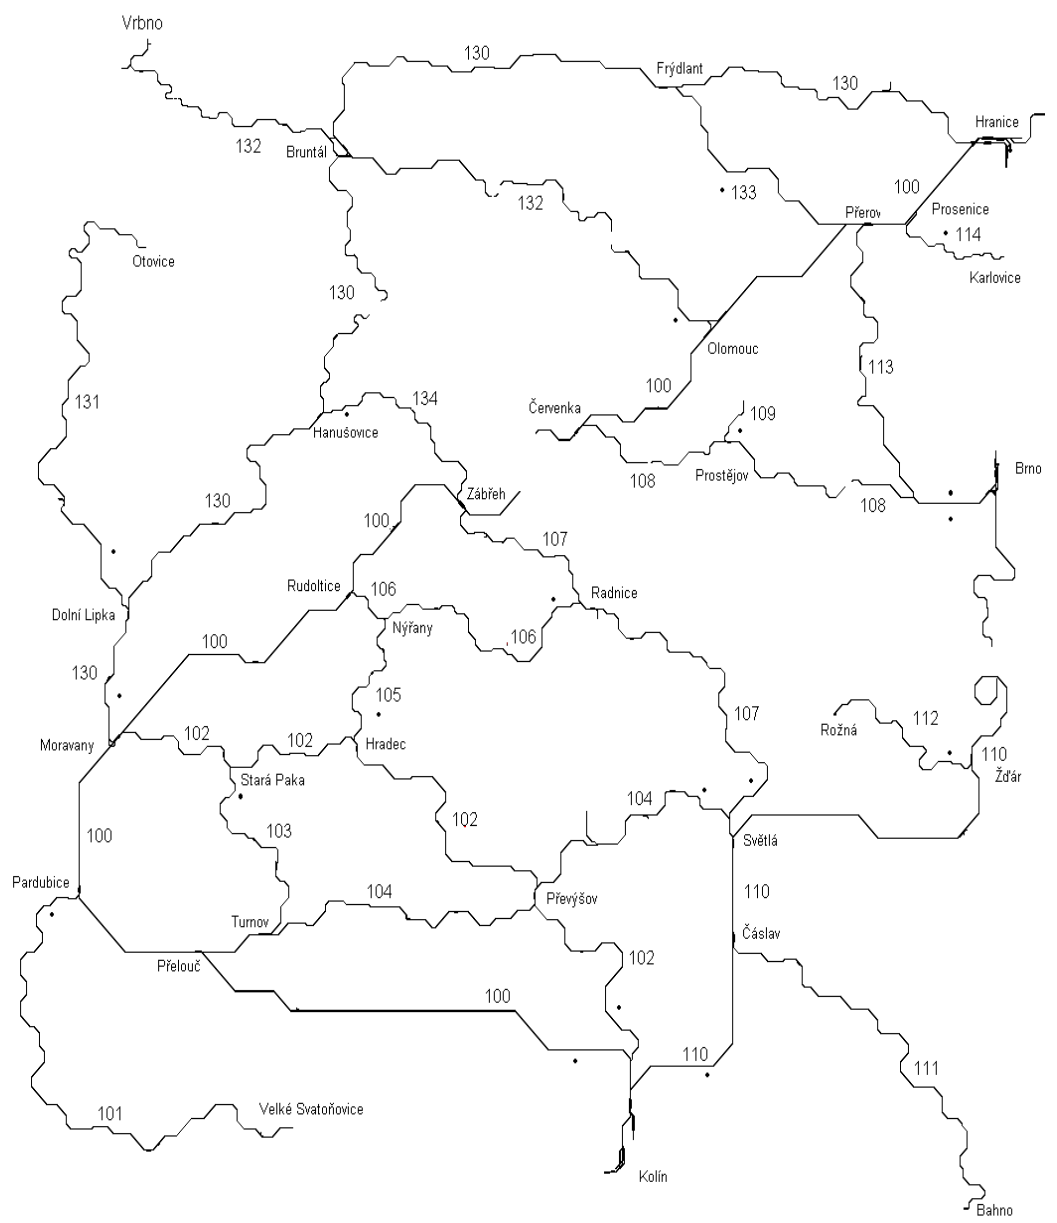 Vrbno
130
Frýdlant
130
Hranice
132
Bruntál
132
133
100
Přerov
Prosenice
114
Karlovice
Otovice
130
Olomouc
113
131
134
100
Červenka
109
Hanušovice
108
Prostějov
Brno
108
130
Zábřeh
100
107
Rudoltice
106
Radnice
Dolní Lipka
Nýřany
106
100
130
105
107
112
Rožná
Moravany
102
102
Hradec
110
Žďár
Stará Paka
104
102
103
Světlá
100
Pardubice
104
Převýšov
110
Turnov
Čáslav
Přelouč
102
100
110
111
101
Velké Svatoňovice
Kolín
Bahno